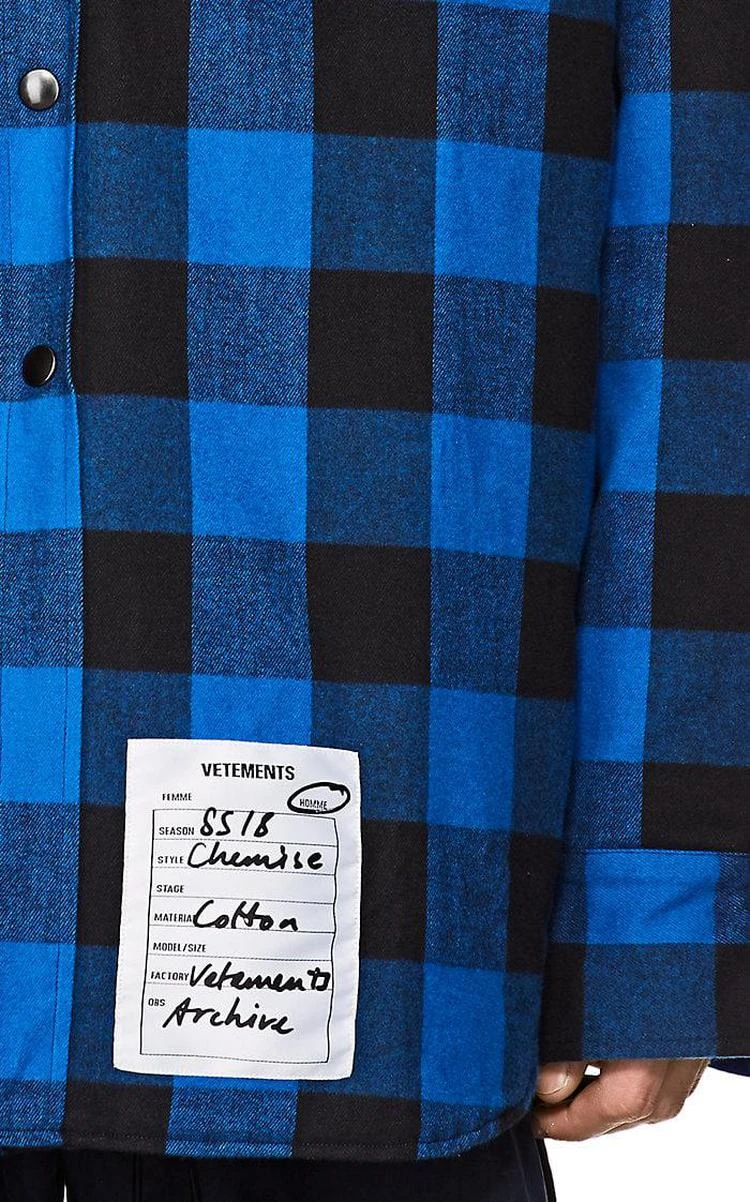 VETEMENTS
FEMME HOMME
SEASON SS18
STYLE Chemise
STAGE
MATERIAL Cotton
MODEL/SIZE
FACTORY Vetements
OBS Archive